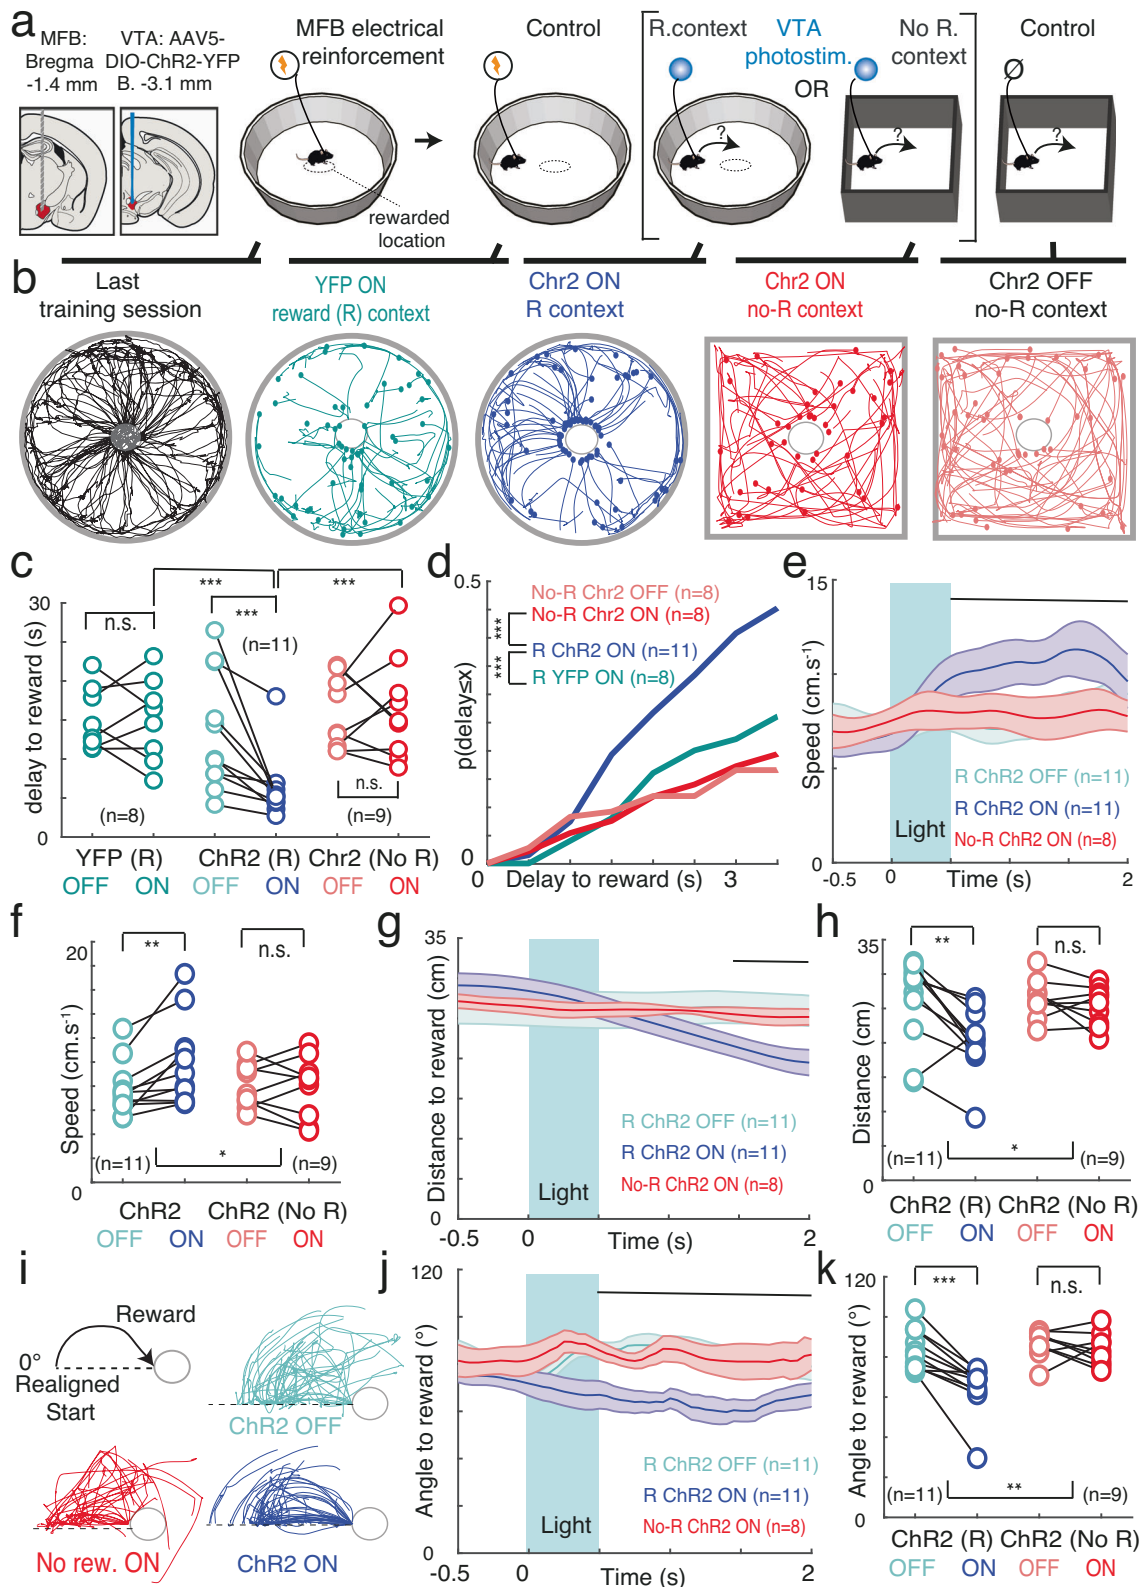 a
MFB:
Bregma
-1.4 mm
VTA: AAV5-
DIO-ChR2-YFP
B. -3.1 mm
MFB electrical
reinforcement
Control
R.context
VTA
photostim.
OR
No R.
context
Control
?
?
?
rewarded
location
b
Last
training session
YFP ON
reward (R) context
Chr2 ON
R context
Chr2 ON
no-R context
Chr2 OFF
no-R context
c
delay to reward (s)
30
0
n.s.
***
***
***
(n=11)
n.s.
(n=8)
(n=9)
YFP (R)
ChR2 (R)
Chr2 (No R)
OFF
ON
OFF
ON
OFF
ON
d
p(delay≤x)
0.5
0
No-R Chr2 OFF (n=8)
No-R Chr2 ON (n=8)
R ChR2 ON (n=11)
R YFP ON (n=8)
***
***
0
Delay to reward (s)
3
e
Speed (cm.s-1)
15
0
R ChR2 OFF (n=11)
R ChR2 ON (n=11)
No-R ChR2 ON (n=8)
Light
-0.5
0
Time (s)
2
f
Speed (cm.s-1)
20
0
**
n.s.
(n=11)
*
(n=9)
ChR2
ChR2 (No R)
OFF
ON
OFF
ON
g
Distance to reward (cm)
35
0
R ChR2 OFF (n=11)
R ChR2 ON (n=11)
No-R ChR2 ON (n=8)
Light
-0.5
0
Time (s)
2
h
Distance (cm)
35
0
**
n.s.
(n=11)
*
(n=9)
ChR2 (R)
ChR2 (No R)
OFF
ON
OFF
ON
i
Reward
0°
Realigned
Start
ChR2 OFF
No rew. ON
ChR2 ON
j
Angle to reward (°)
120
0
R ChR2 OFF (n=11)
R ChR2 ON (n=11)
No-R ChR2 ON (n=8)
Light
-0.5
0
Time (s)
2
k
Angle to reward (°)
120
0
***
n.s.
(n=11)
**
(n=9)
ChR2 (R)
ChR2 (No R)
OFF
ON
OFF
ON